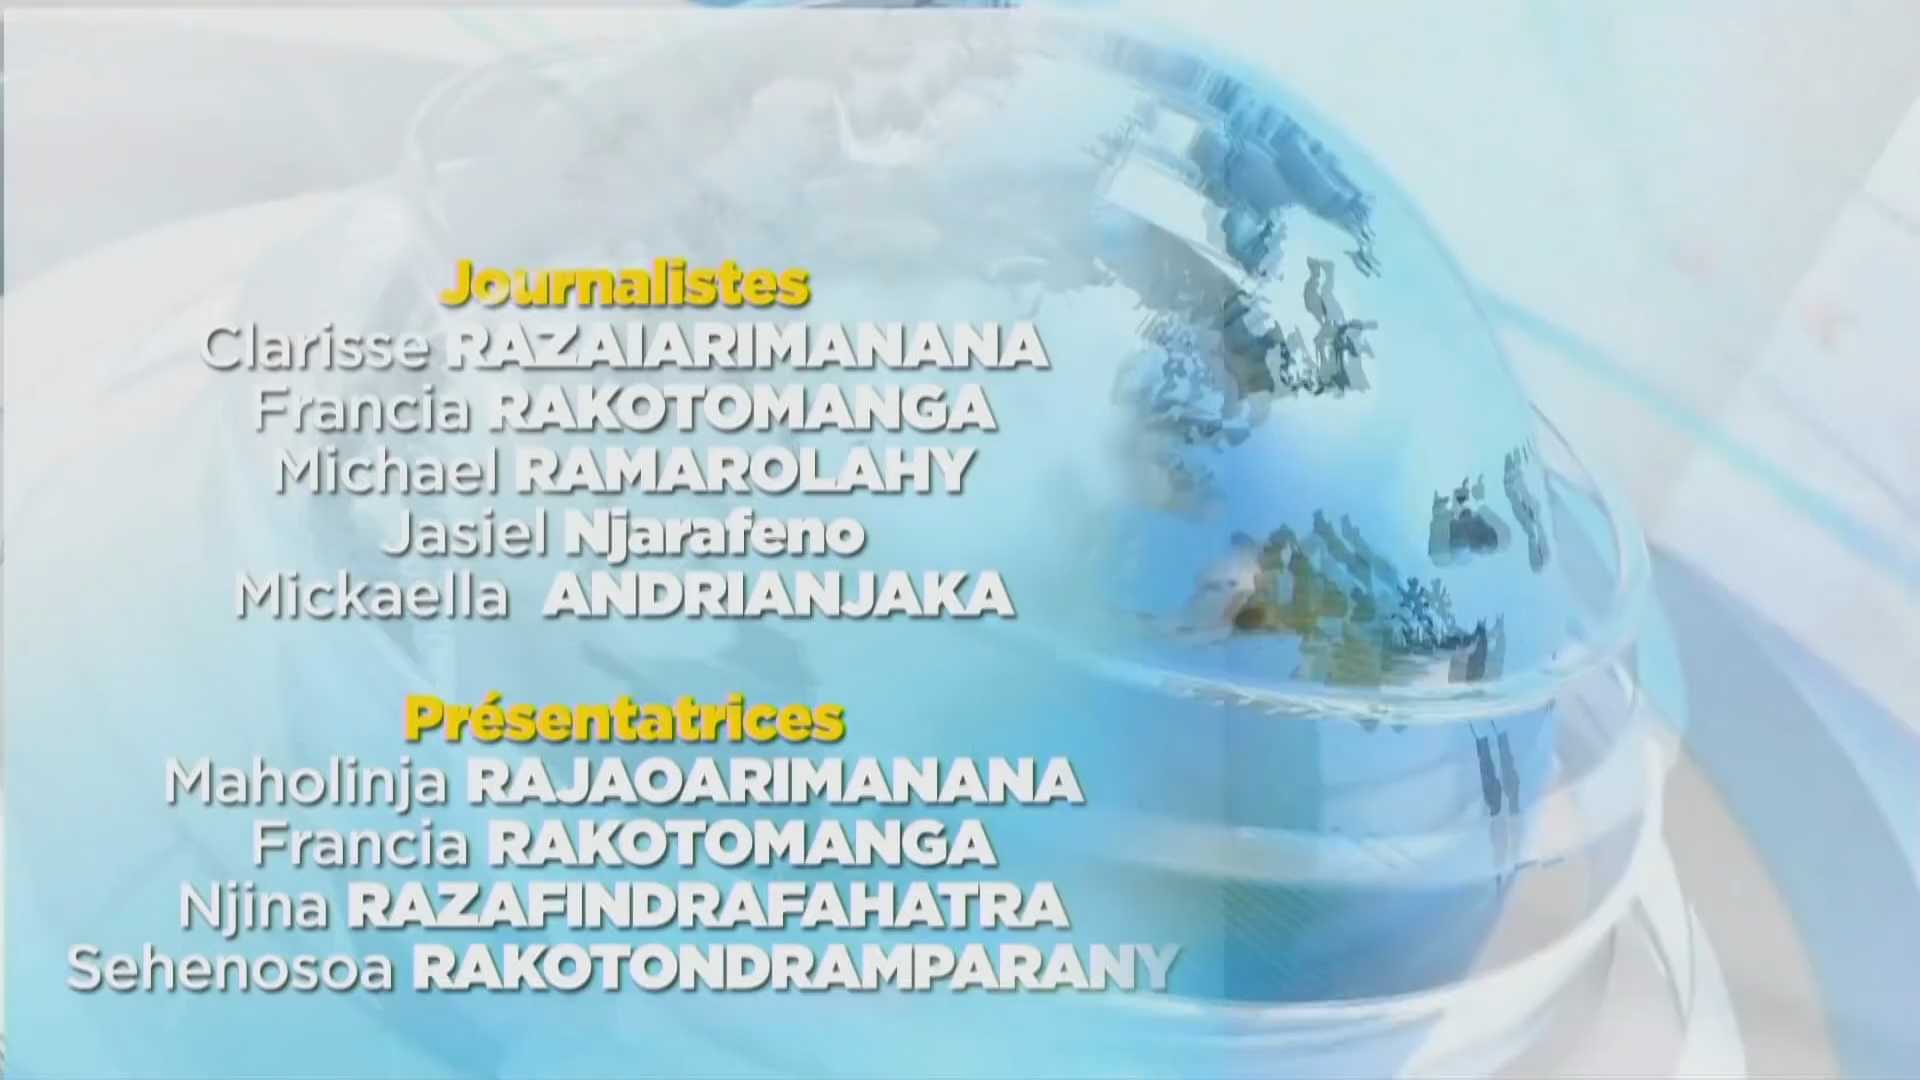 Journalistes
Clarisse RAZAIARIMANANA
Francia RAKOTOMANGA
Michael RAMAROLAHY
Jasiel Njarafeno
Mickaella ANDRIANJAKA
Présentatrices
Maholinja RAJAOARIMANANA
Francia RAKOTOMANGA
Njina RAZAFINDRAFAHATRA
Sehenosoa RAKOTONDRAMPARANY